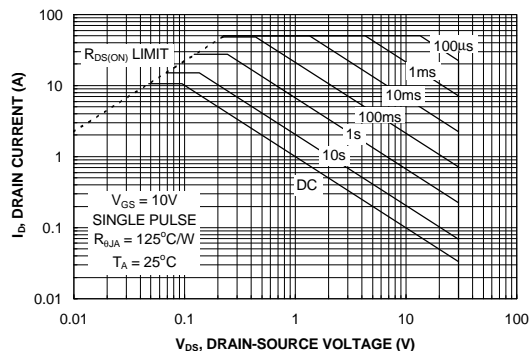 100
10
1
0.1
0.01
I_D, DRAIN CURRENT (A)
R_DS(ON) LIMIT
100µs
1ms
10ms
100ms
1s
10s
DC
V_GS = 10V
SINGLE PULSE
R_θJA = 125°C/W
T_A = 25°C
0.01
0.1
1
10
100
V_DS, DRAIN-SOURCE VOLTAGE (V)